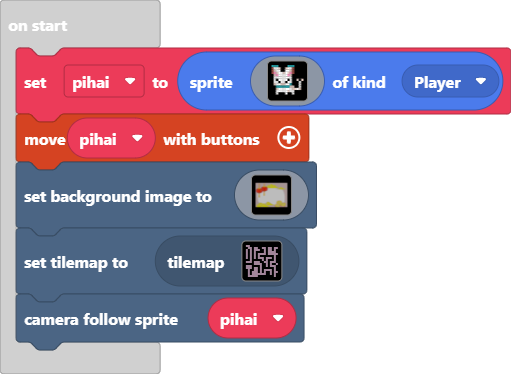 on start
set pihai to sprite of kind Player
move pihai with buttons
set background image to
set tilemap to tilemap
camera follow sprite pihai